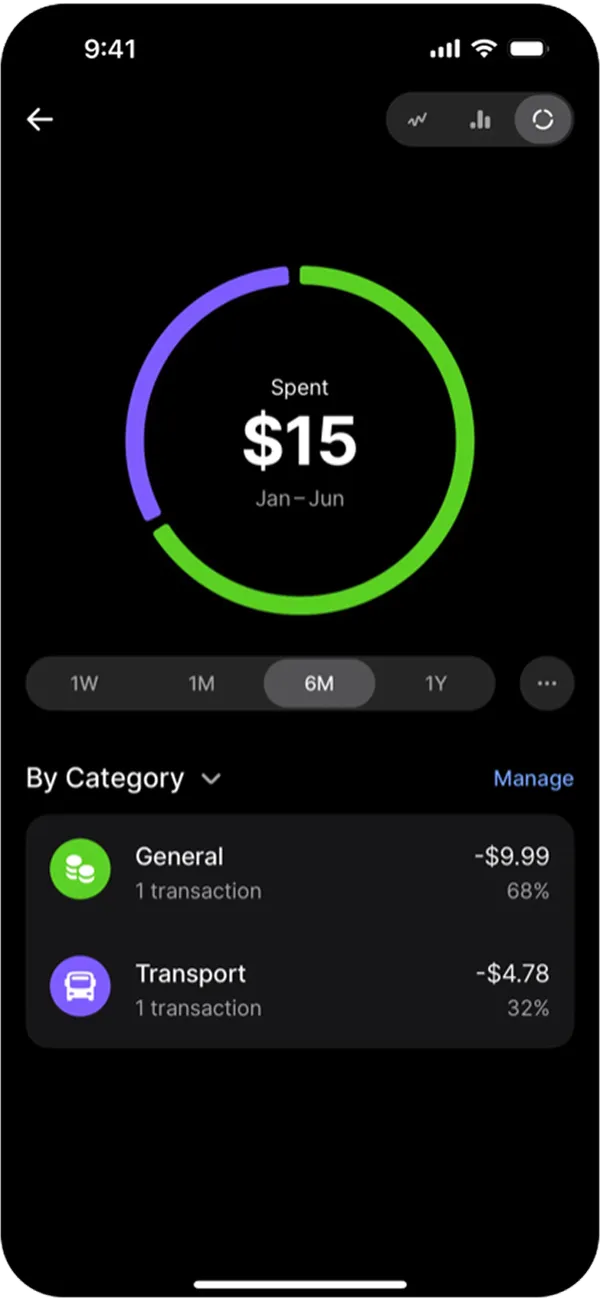 9:41
Spent
$15
Jan – Jun
1W 1M 6M 1Y ...
By Category Manage
General -$9.99
1 transaction 68%
Transport -$4.78
1 transaction 32%